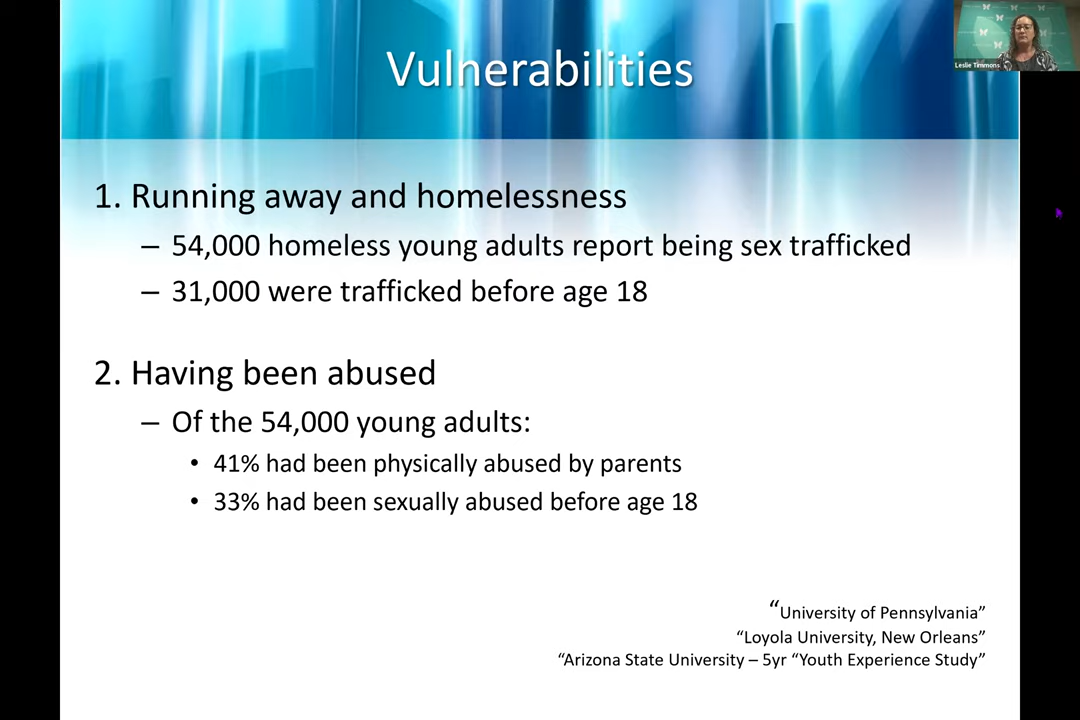 Vulnerabilities
Leslie Timmons
1. Running away and homelessness
– 54,000 homeless young adults report being sex trafficked
– 31,000 were trafficked before age 18
2. Having been abused
– Of the 54,000 young adults:
• 41% had been physically abused by parents
• 33% had been sexually abused before age 18
“University of Pennsylvania”
“Loyola University, New Orleans”
“Arizona State University – 5yr “Youth Experience Study”